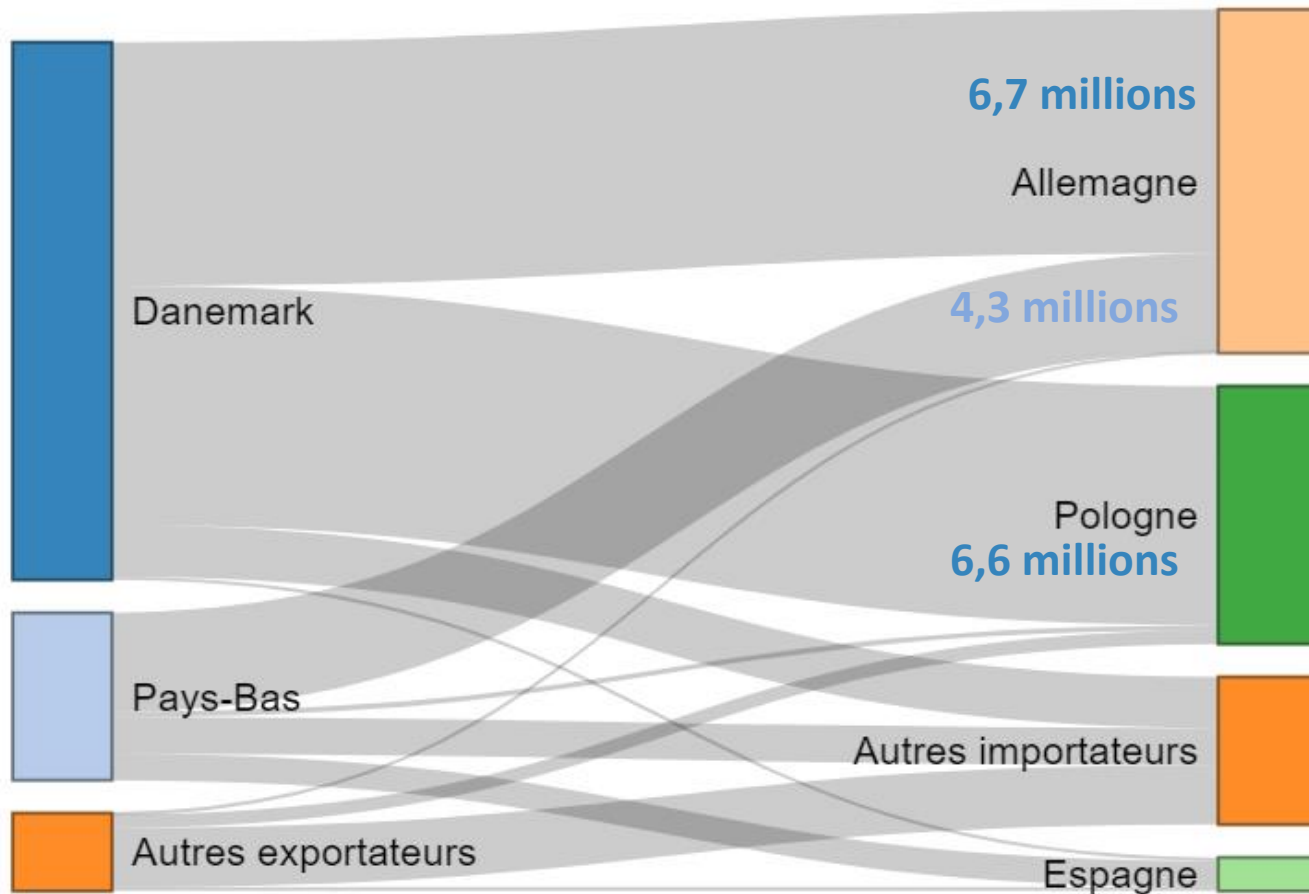 6,7 millions
Allemagne
Danemark
4,3 millions
Pologne
6,6 millions
Pays-Bas
Autres importateurs
Autres exportateurs
Espagne